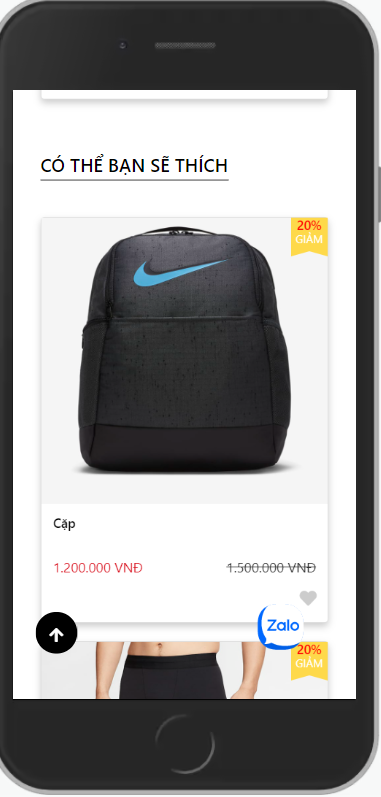 CÓ THỂ BẠN SẼ THÍCH
20%
GIẢM
Cặp
1.200.000 VNĐ
1.500.000 VNĐ
Zalo
20%
GIẢM